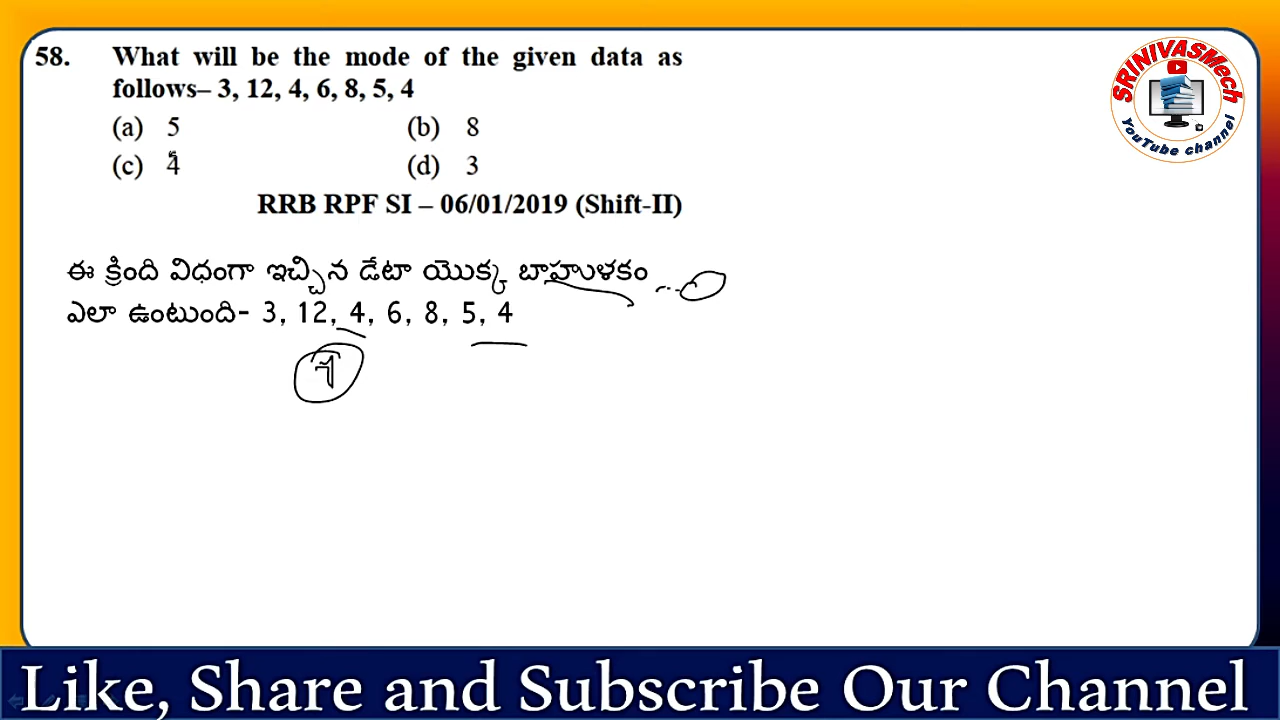 58. What will be the mode of the given data as
follows– 3, 12, 4, 6, 8, 5, 4
(a) 5 (b) 8
(c) 4 (d) 3
RRB RPF SI – 06/01/2019 (Shift-II)
ఈ క్రింది విధంగా ఇచ్చిన డేటా యొక్క బాహుళకం
ఎలా ఉంటుంది- 3, 12, 4, 6, 8, 5, 4
SRINIVASMech
YouTube channel
Like, Share and Subscribe Our Channel